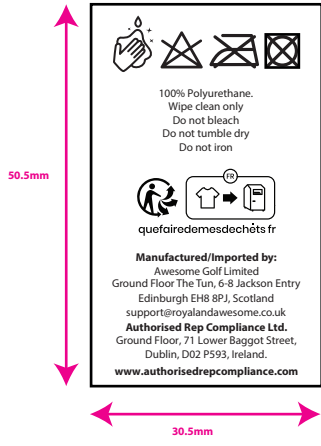 50.5mm
100% Polyurethane.
Wipe clean only
Do not bleach
Do not tumble dry
Do not iron
FR
quefairedemesdechets fr
Manufactured/Imported by:
Awesome Golf Limited
Ground Floor The Tun, 6-8 Jackson Entry
Edinburgh EH8 8PJ, Scotland
support@royalandawesome.co.uk
Authorised Rep Compliance Ltd.
Ground Floor, 71 Lower Baggot Street,
Dublin, D02 P593, Ireland.
www.authorisedrepcompliance.com
30.5mm